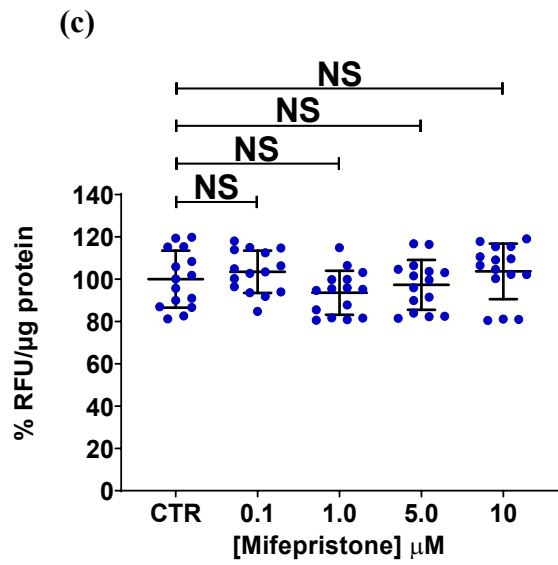 (c)
NS
NS
NS
NS
140
120
100
80
60
40
20
0
% RFU/µg protein
CTR 0.1 1.0 5.0 10
[Mifepristone] µM